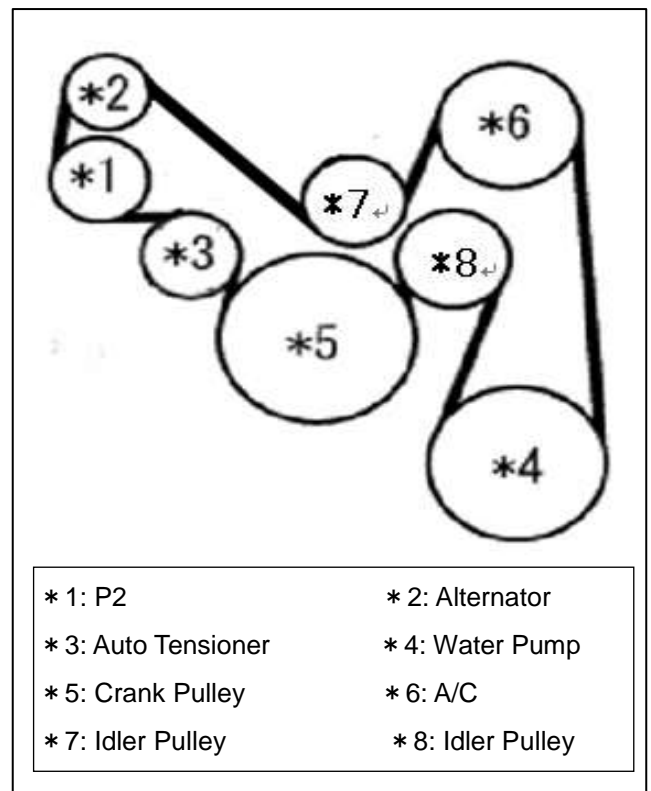 *2
*6
*1
*7↵
*3
*8↵
*5
*4
*1: P2 *2: Alternator
*3: Auto Tensioner *4: Water Pump
*5: Crank Pulley *6: A/C
*7: Idler Pulley *8: Idler Pulley